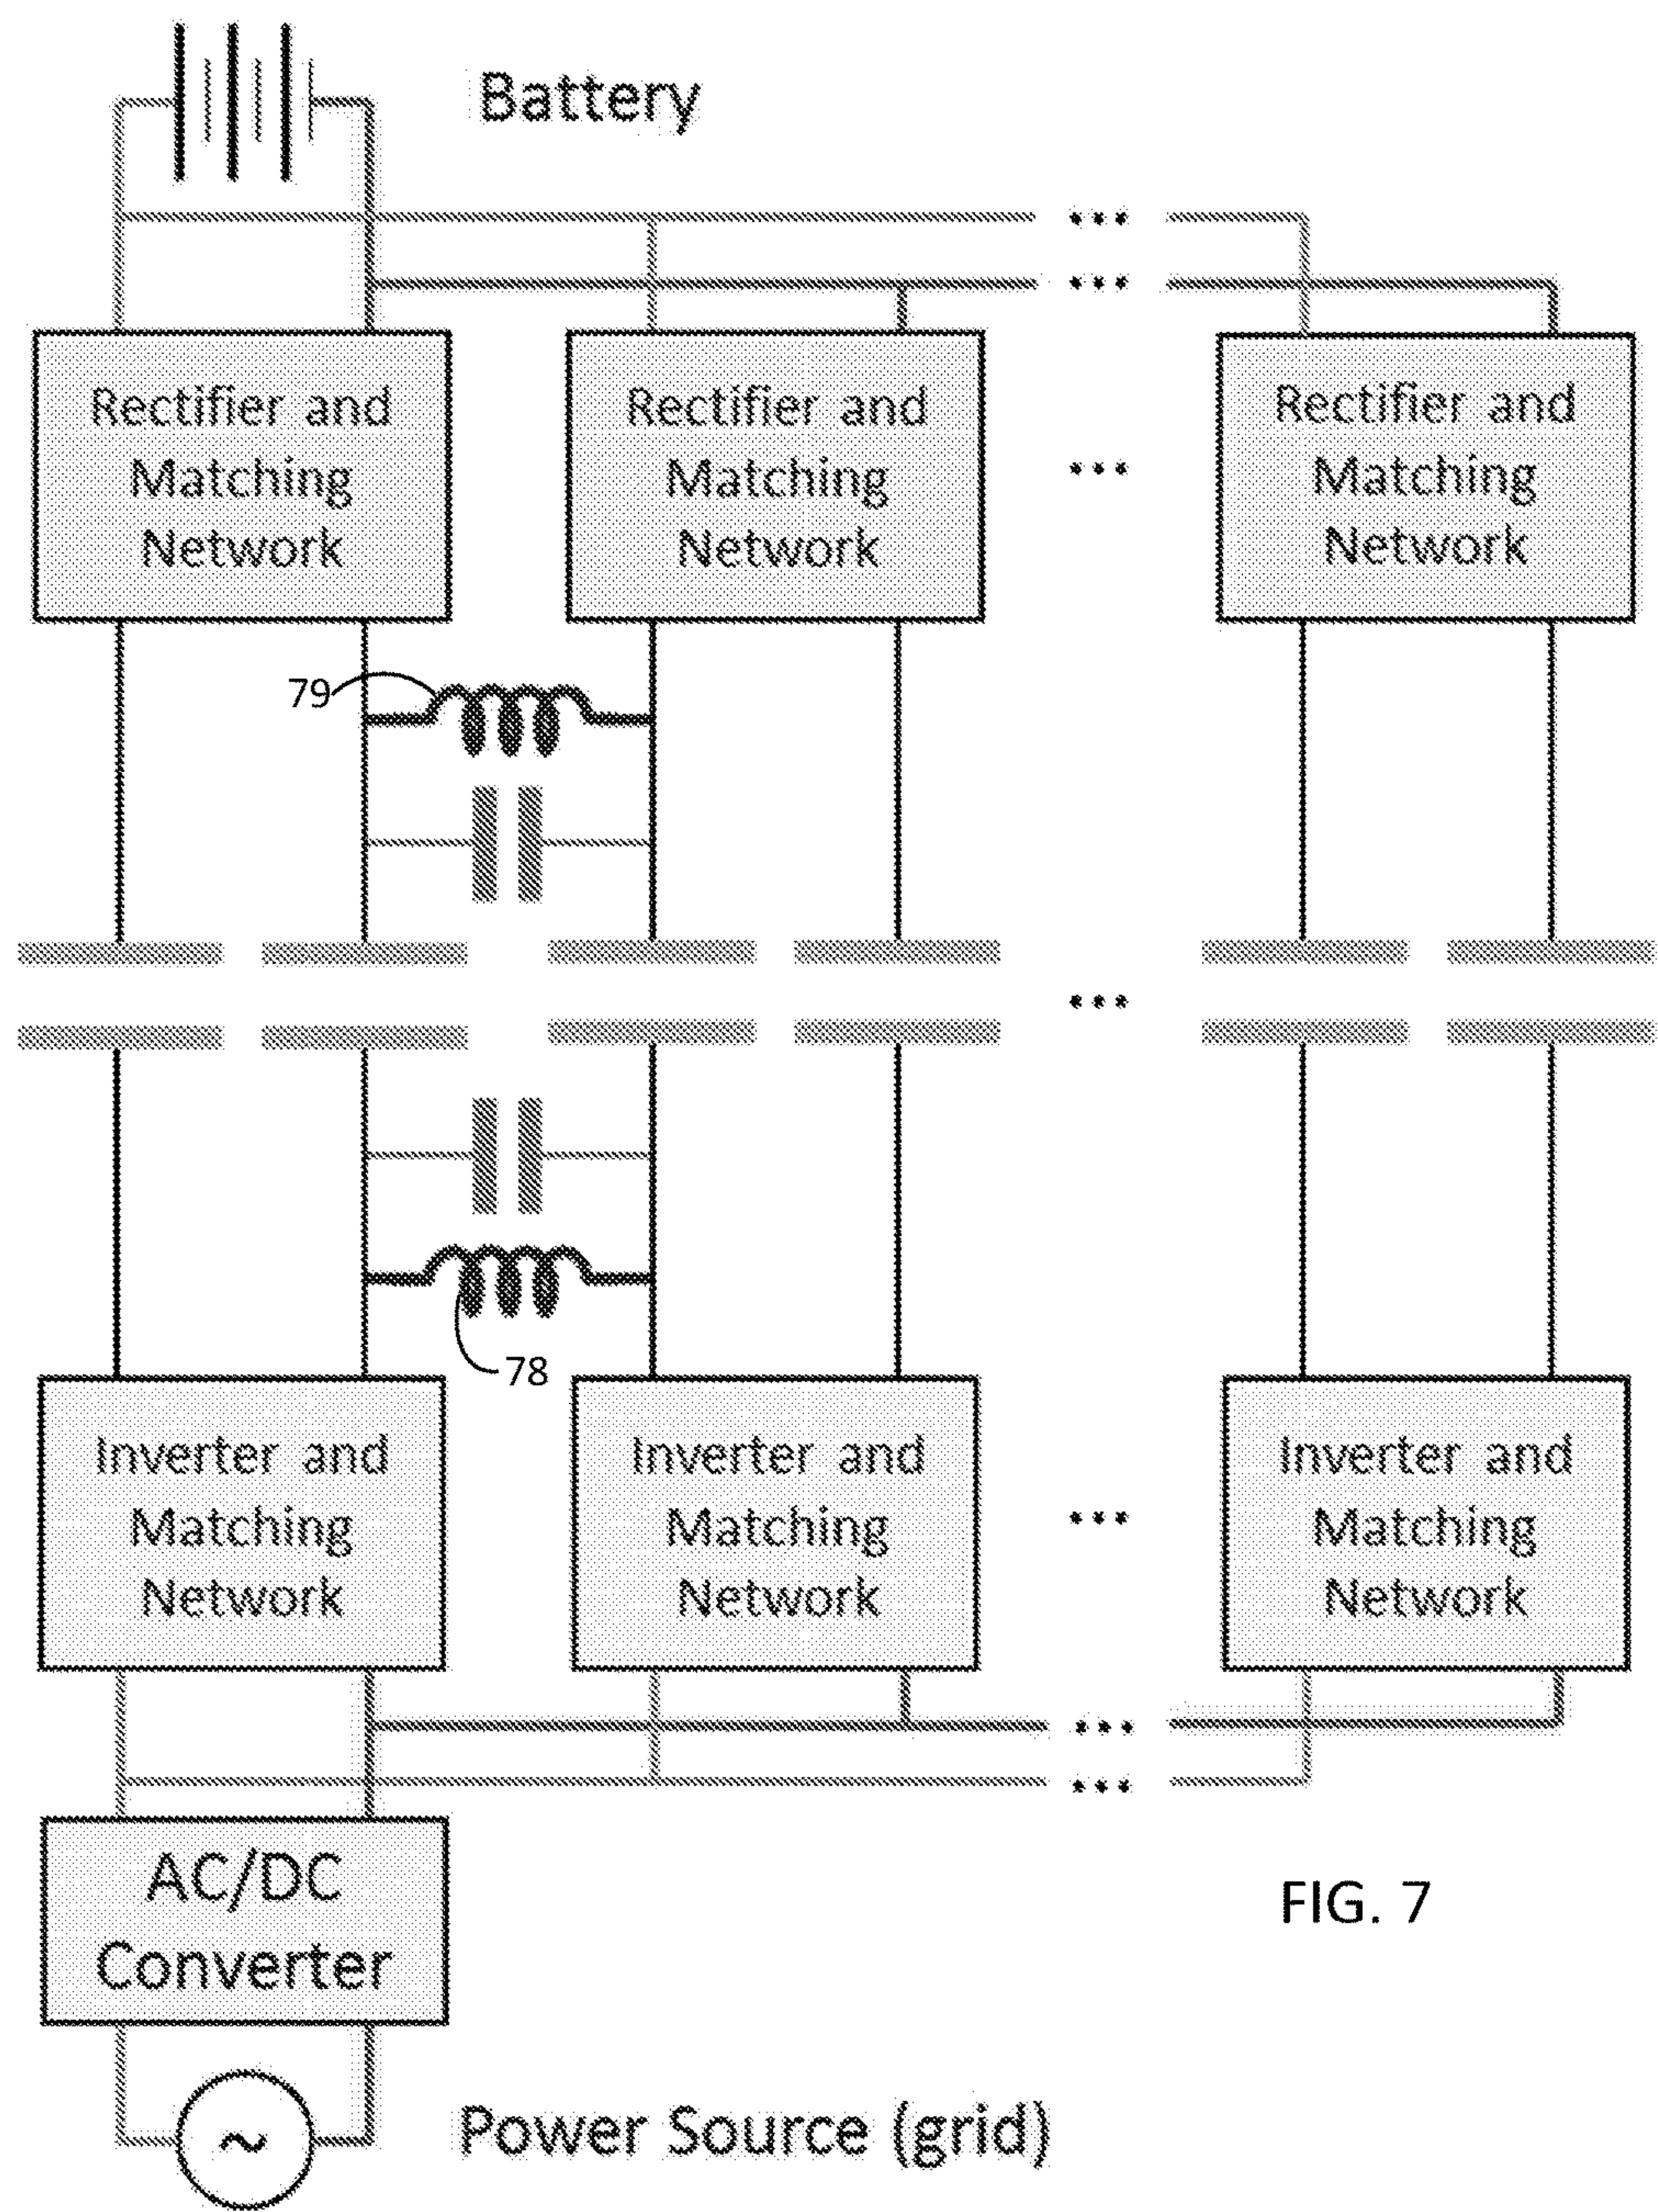 Battery
Rectifier and
Matching
Network
Rectifier and
Matching
Network
Rectifier and
Matching
Network
79
78
Inverter and
Matching
Network
Inverter and
Matching
Network
Inverter and
Matching
Network
AC/DC
Converter
FIG. 7
Power Source (grid)